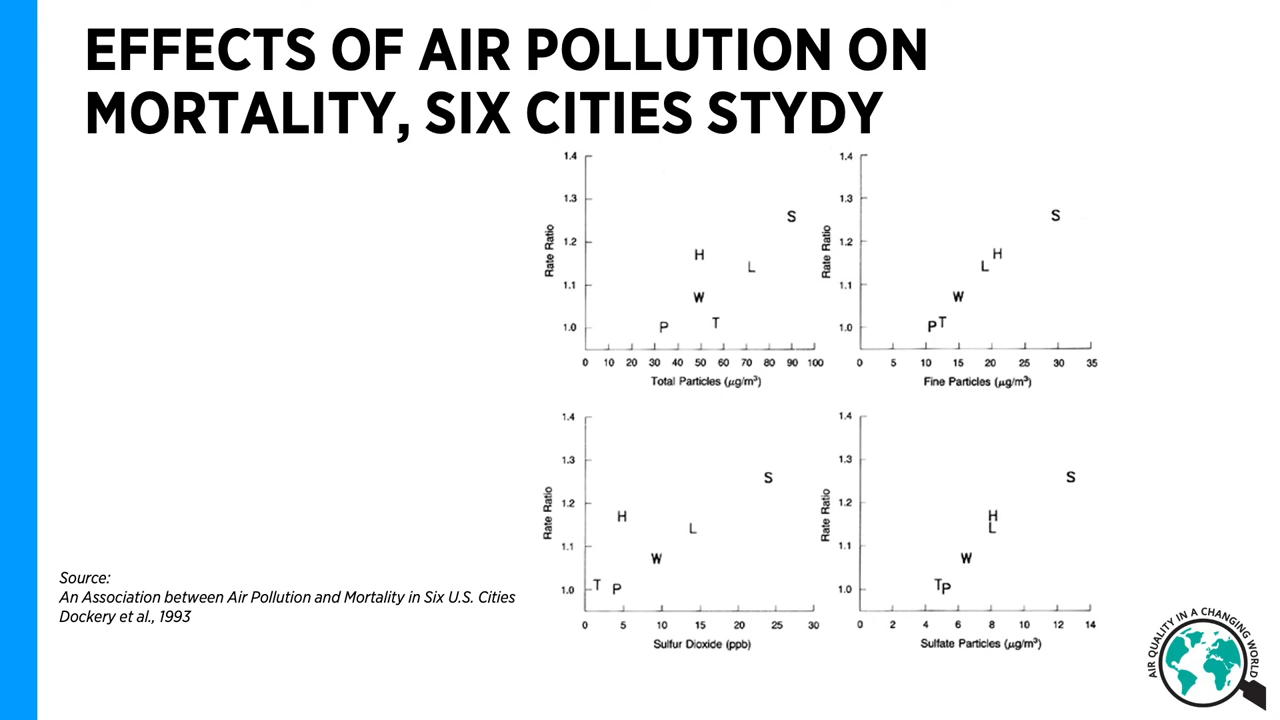 EFFECTS OF AIR POLLUTION ON
MORTALITY, SIX CITIES STYDY
1.4
1.3
1.2
1.1
1.0
Rate Ratio
S
H
L
W
T
P
0 10 20 30 40 50 60 70 80 90 100
Total Particles (μg/m³)
1.4
1.3
1.2
1.1
1.0
Rate Ratio
S
H
L
W
T
P
0 5 10 15 20 25 30 35
Fine Particles (μg/m³)
1.4
1.3
1.2
1.1
1.0
Rate Ratio
S
H
L
W
T
P
0 5 10 15 20 25 30
Sulfur Dioxide (ppb)
1.4
1.3
1.2
1.1
1.0
Rate Ratio
S
H
L
W
TP
0 2 4 6 8 10 12 14
Sulfate Particles (μg/m³)
Source:
An Association between Air Pollution and Mortality in Six U.S. Cities
Dockery et al., 1993
AIR QUALITY IN A CHANGING WORLD